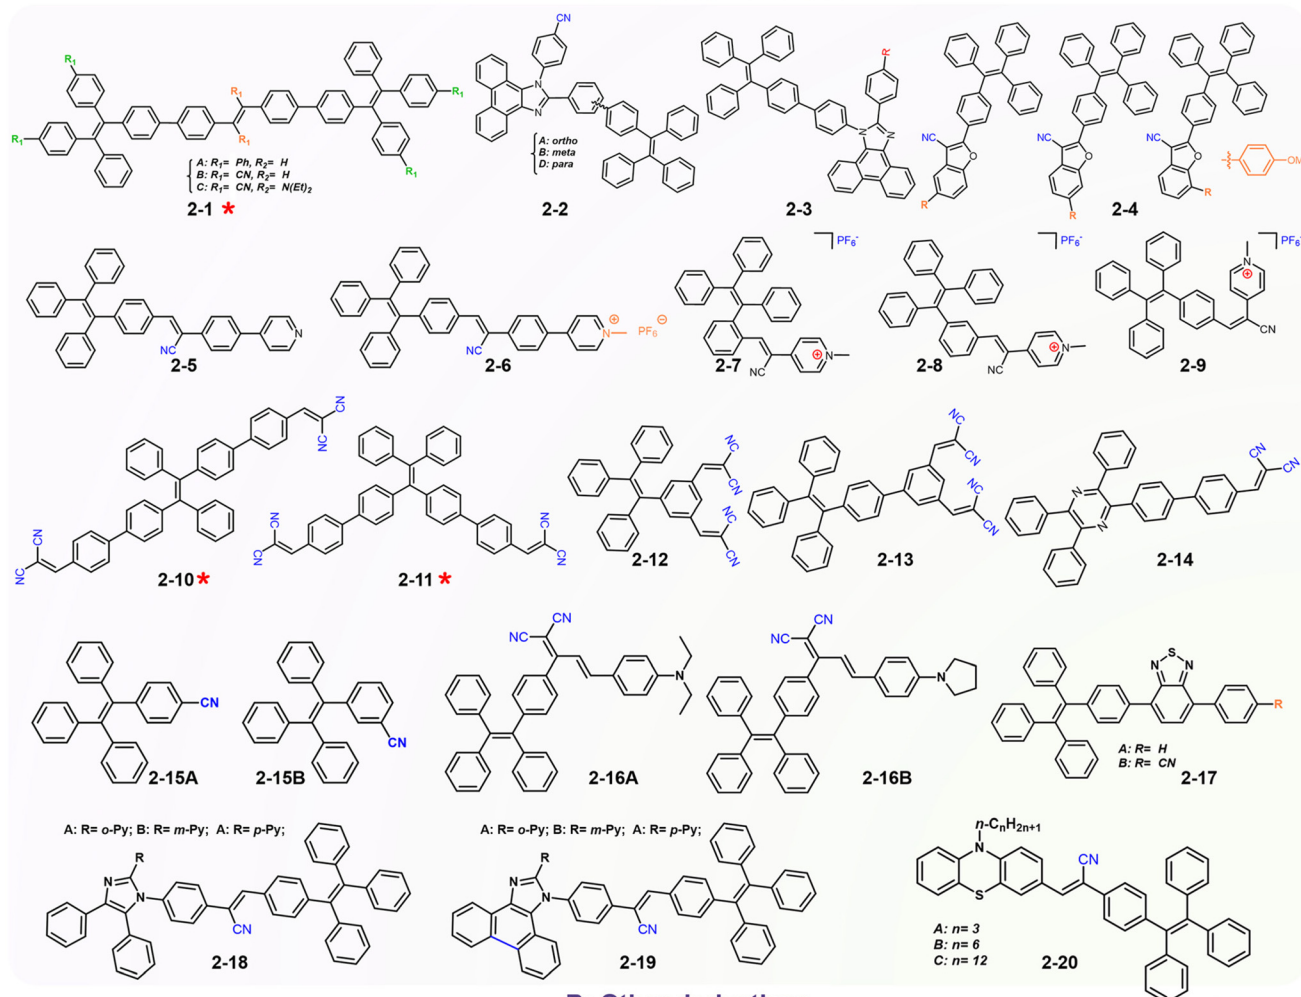 R₁
R₁
R₁
R₁
R₁
R₁
A: R₁= Ph, R₂= H
B: R₁= CN, R₂= H
C: R₁= CN, R₂= N(Et)₂
2-1 *
CN
N
N
A: ortho
B: meta
D: para
2-2
R
N
N
2-3
NC
O
R
NC
O
R
NC
O
R
OM
2-4
NC
N
2-5
NC
N
⊕
PF₆
⊖
2-6
PF₆⁻
NC
⊕
N
2-7
PF₆⁻
NC
⊕
N
2-8
PF₆⁻
N
⊕
CN
2-9
CN
NC
CN
NC
2-10 *
NC
CN
CN
CN
2-11 *
NC
CN
NC
CN
2-12
NC
CN
NC
CN
2-13
N
N
CN
CN
2-14
CN
2-15A
CN
2-15B
NC
CN
N
2-16A
NC
CN
N
2-16B
S
N
N
R
A: R= H
B: R= CN
2-17
A: R= o-Py; B: R= m-Py; A: R= p-Py;
R
N
N
CN
2-18
A: R= o-Py; B: R= m-Py; A: R= p-Py;
R
N
N
CN
2-19
n-CₙH₂ₙ₊₁
N
S
CN
A: n= 3
B: n= 6
C: n= 12
2-20